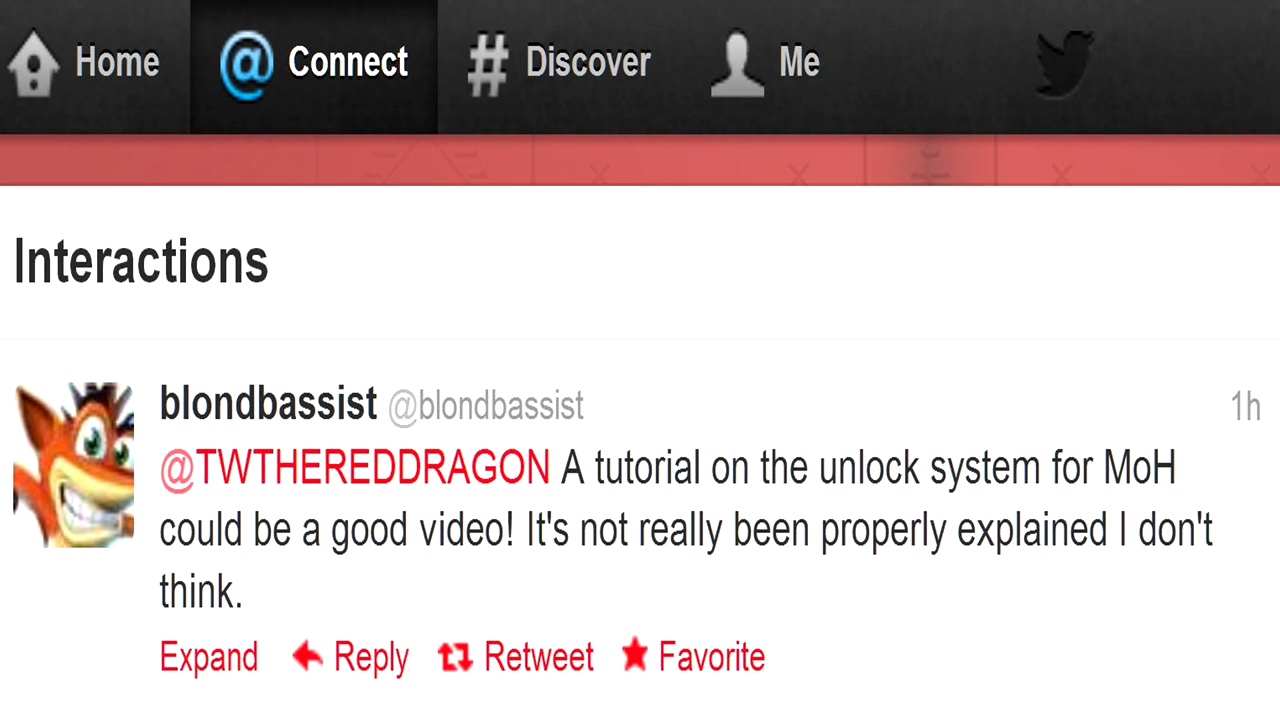 Home @ Connect # Discover Me
Interactions
blondbassist @blondbassist 1h
@TWTHEREDDRAGON A tutorial on the unlock system for MoH
could be a good video! It's not really been properly explained I don't
think.
Expand Reply Retweet Favorite